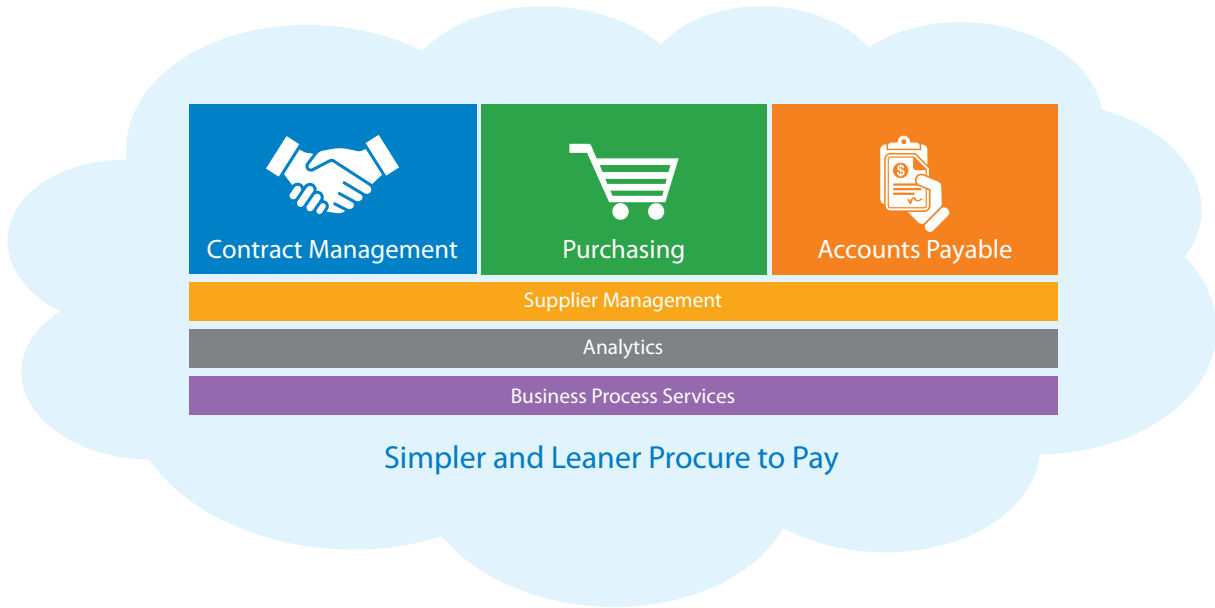 Contract Management
Purchasing
Accounts Payable
$
Supplier Management
Analytics
Business Process Services
Simpler and Leaner Procure to Pay